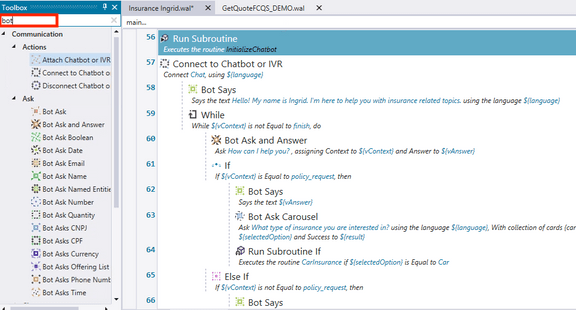 Toolbox
bot
Communication
Actions
Attach Chatbot or IVR
Connect to Chatbot o
Disconnect Chatbot o
Ask
Bot Ask
Bot Ask and Answer
Bot Ask Boolean
Bot Ask Date
Bot Ask Email
Bot Ask Name
Bot Ask Named Entitie
Bot Ask Number
Bot Ask Quantity
Bot Asks CNPJ
Bot Asks CPF
Bot Asks Currency
Bot Asks Offering List
Bot Asks Phone Numb
Bot Asks Time
Insurance Ingrid.wal*
GetQuoteFCQS_DEMO.wal
main...
56 Run Subroutine
Executes the routine InitializeChatbot
57 Connect to Chatbot or IVR
Connect Chat, using ${language}
58 Bot Says
Says the text Hello! My name is Ingrid. I'm here to help you with insurance related topics. using the language ${language}
59 While
While ${vContext} is not Equal to finish, do
60 Bot Ask and Answer
Ask How can I help you? , assigning Context to ${vContext} and Answer to ${vAnswer}
61 If
If ${vContext} is Equal to policy_request, then
62 Bot Says
Says the text ${vAnswer}
63 Bot Ask Carousel
Ask What type of insurance you are interested in? using the language ${language}, With collection of cards (car
${selectedOption} and Success to ${result}
64 Run Subroutine If
Executes the routine CarInsurance if ${selectedOption} is Equal to Car
65 Else If
If ${vContext} is not Equal to policy_request, then
66 Bot Says